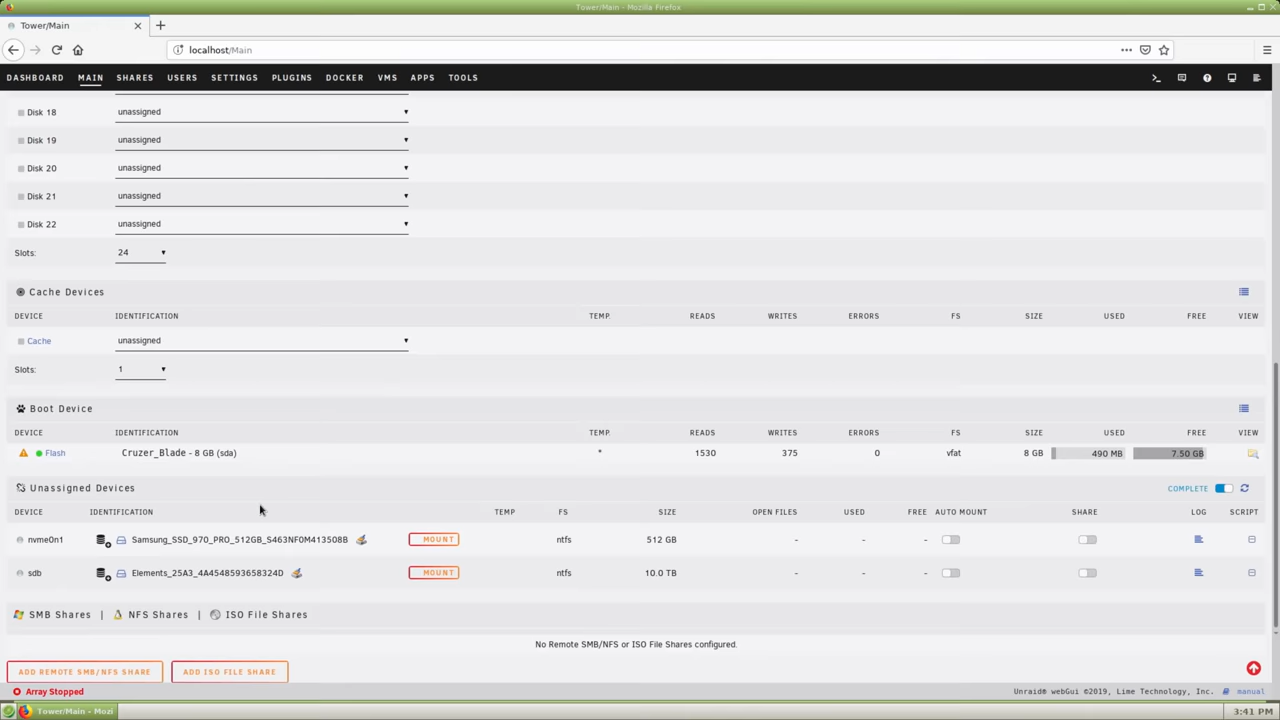 Tower/Main - Mozilla Firefox
Tower/Main
localhost/Main
DASHBOARD MAIN SHARES USERS SETTINGS PLUGINS DOCKER VMS APPS TOOLS
Disk 18 unassigned
Disk 19 unassigned
Disk 20 unassigned
Disk 21 unassigned
Disk 22 unassigned
Slots: 24
Cache Devices
DEVICE IDENTIFICATION TEMP. READS WRITES ERRORS FS SIZE USED FREE VIEW
Cache unassigned
Slots: 1
Boot Device
DEVICE IDENTIFICATION TEMP. READS WRITES ERRORS FS SIZE USED FREE VIEW
Flash Cruzer_Blade - 8 GB (sda) * 1530 375 0 vfat 8 GB 490 MB 7.50 GB
Unassigned Devices COMPLETE
DEVICE IDENTIFICATION TEMP FS SIZE OPEN FILES USED FREE AUTO MOUNT SHARE LOG SCRIPT
nvme0n1 Samsung_SSD_970_PRO_512GB_S463NF0M413508B MOUNT ntfs 512 GB - - -
sdb Elements_25A3_4A4548593658324D MOUNT ntfs 10.0 TB - - -
SMB Shares | NFS Shares | ISO File Shares
No Remote SMB/NFS or ISO File Shares configured.
ADD REMOTE SMB/NFS SHARE ADD ISO FILE SHARE
Array Stopped Unraid® webGui ©2019, Lime Technology, Inc. manual
Tower/Main - Mozi 3:41 PM